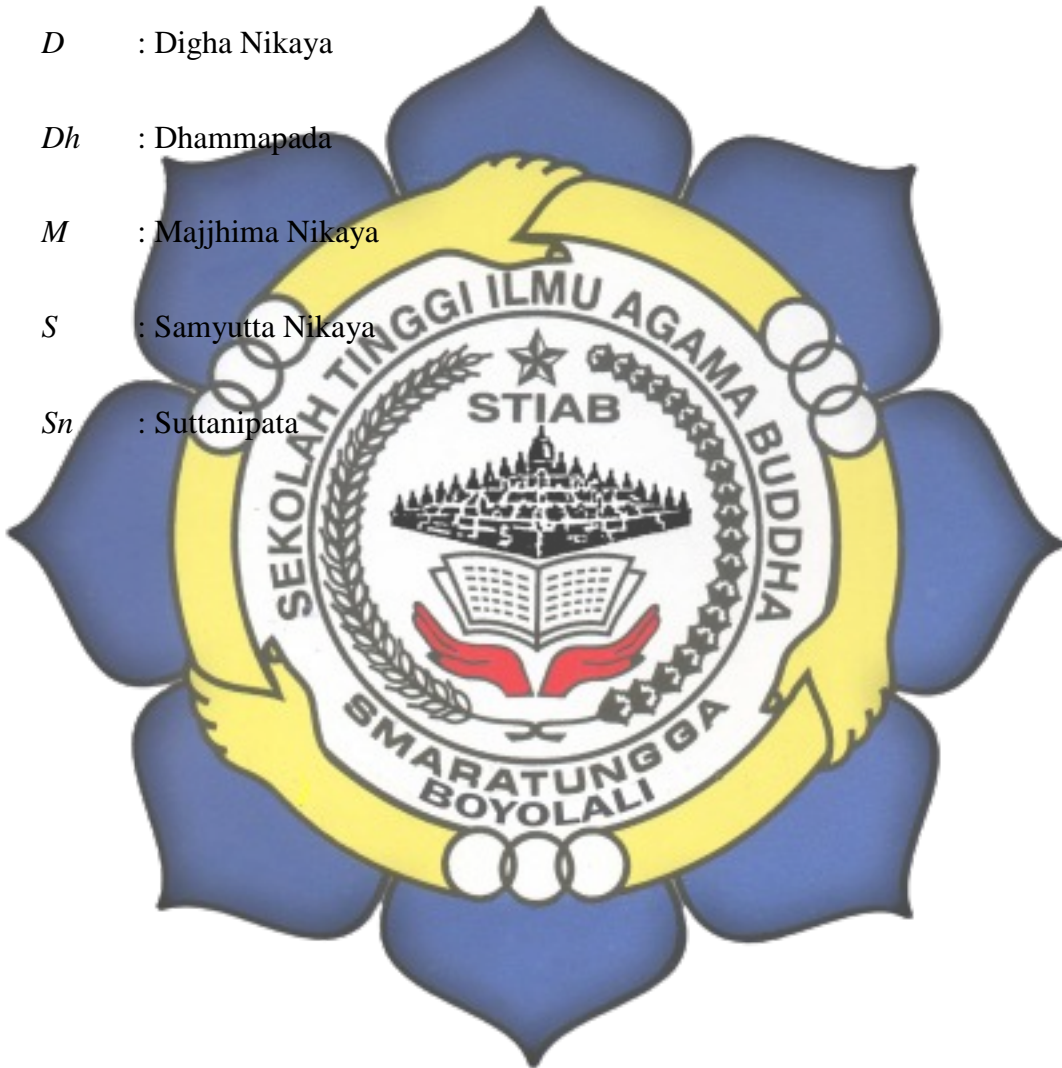 D : Digha Nikaya
Dh : Dhammapada
M : Majjhima Nikaya
S : Samyutta Nikaya
Sn : Suttanipata
SEKOLAH TINGGI ILMU AGAMA BUDDHA
STIAB
SMARATUNGGA
BOYOLALI